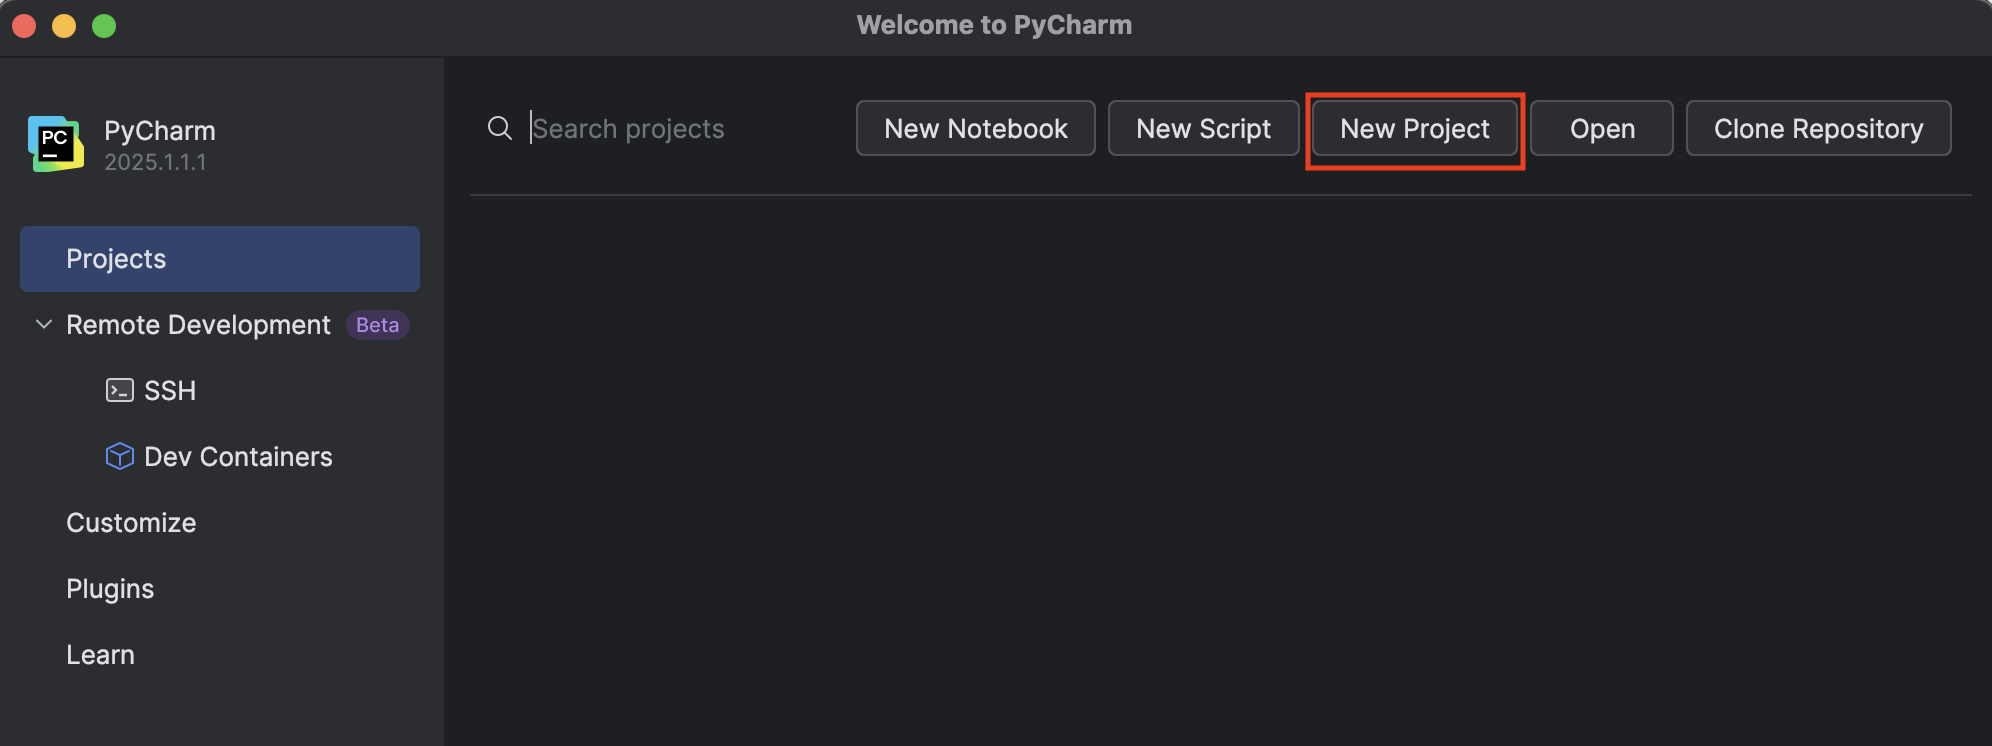 Welcome to PyCharm
PC
PyCharm
2025.1.1.1
Search projects
New Notebook
New Script
New Project
Open
Clone Repository
Projects
Remote Development Beta
SSH
Dev Containers
Customize
Plugins
Learn